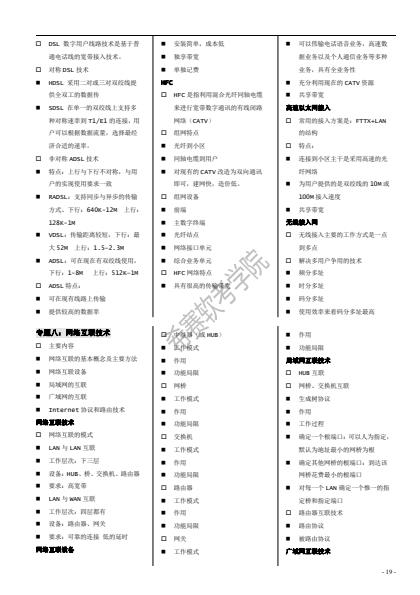 □ DSL 数字用户线路技术是基于普
通电话线的宽带接入技术。
□ 对称 DSL 技术
■ HDSL 采用二对或三对双绞线提
供全双工的数据传
■ SDSL 在单一的双绞线上支持多
种对称速率到 T1/E1 的连接,用
户可以根据数据流量,选择最经
济合适的速率。
□ 非对称 ADSL 技术
■ 特点:上行与下行不对称,与用
户的实现使用要求一致
■ RADSL:支持同步与异步的传输
方式。下行:640K-12M 上行:
128K-1M
■ VDSL:传输距离较短。下行:最
大 52M 上行:1.5-2.3M
■ ADSL:可在现在有双绞线使用。
下行:1-8M 上行:512K-1M
□ ADSL 特点:
■ 可在现有线路上传输
■ 提供较高的数据率
■ 安装简单,成本低
■ 独享带宽
■ 单独记费
HFC
□ HFC 是指利用混合光纤同轴电缆
来进行宽带数字通讯的有线闭路
网络(CATV)
□ 组网特点
■ 光纤到小区
■ 同轴电缆到用户
■ 对现有的 CATV 改造为双向通讯
即可,建网快,造价低。
□ 组网设备
■ 前端
■ 主数字终端
■ 光纤站点
■ 网络接口单元
■ 综合业务单元
□ HFC 网络特点
■ 具有很高的传输带宽
■ 可以传输电话语音业务,高速数
据业务以及个人通信业务等多种
业务,具有全业务性
■ 充分利用现在的 CATV 资源
■ 共享带宽
高速以太网接入
□ 常用的接入方案是:FTTX+LAN
的结构
□ 特点:
■ 连接到小区主干是采用高速的光
纤网络
■ 为用户提供的是双绞线的 10M 或
100M 接入速度
■ 共享带宽
无线接入网
□ 无线接入主要的工作方式是一点
到多点
□ 解决多用户争用的技术
■ 频分多址
■ 时分多址
■ 码分多址
■ 使用效率来看码分多址最高
专题八:网络互联技术
□ 主要内容
■ 网络互联的基本概念及主要方法
■ 网络互联设备
■ 局域网的互联
■ 广域网的互联
■ Internet 协议和路由技术
网络互联技术
□ 网络互联的模式
■ LAN 与 LAN 互联
■ 工作层次:下三层
■ 设备:HUB、桥、交换机、路由器
■ 要求:高宽带
■ LAN 与 WAN 互联
■ 工作层次:四层都有
■ 设备:路由器、网关
■ 要求:可靠的连接 低的延时
网络互联设备
□ 中继器(或 HUB)
■ 工作模式
■ 作用
■ 功能局限
□ 网桥
■ 工作模式
■ 作用
■ 功能局限
□ 交换机
■ 工作模式
■ 作用
■ 功能局限
□ 路由器
■ 工作模式
■ 作用
■ 功能局限
□ 网关
■ 工作模式
■ 作用
■ 功能局限
局域网互联技术
□ HUB 互联
□ 网桥、交换机互联
■ 生成树协议
■ 作用
■ 工作过程
■ 确定一个根端口:可以人为指定,
默认为地址最小的网桥为根
■ 确定其他网桥的根端口:到达该
网桥花费最小的根端口
■ 对每一个 LAN 确定一个惟一的指
定桥和指定端口
□ 路由器互联技术
■ 路由协议
■ 被路由协议
广域网互联技术
希赛软考学院
- 19 -